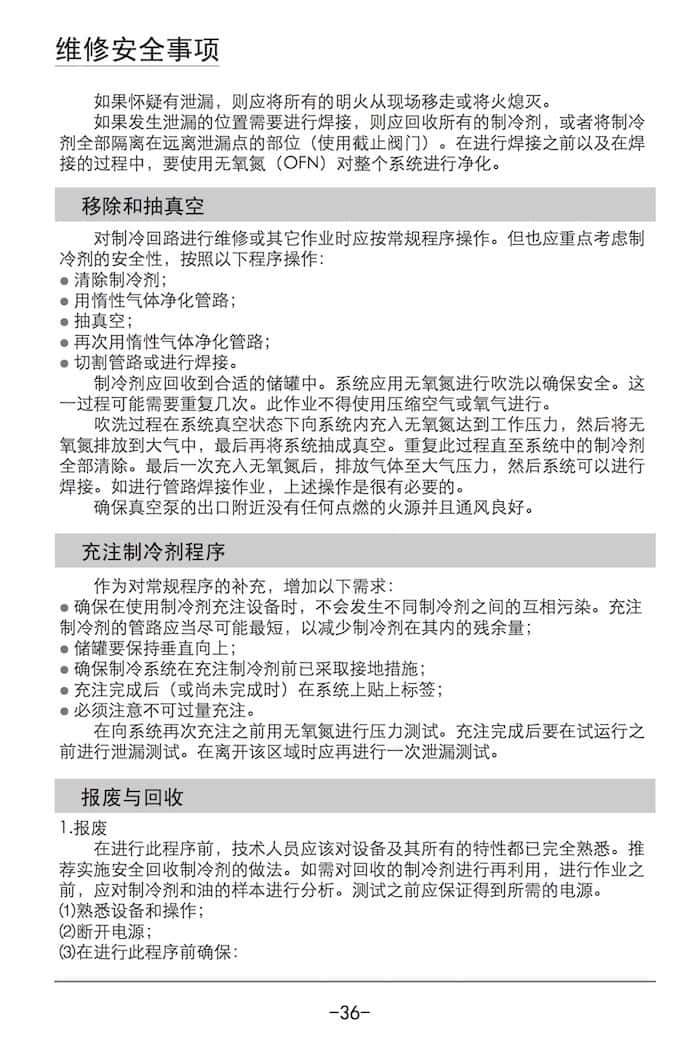 维修安全事项
如果怀疑有泄漏，则应将所有的明火从现场移走或将火熄灭。
如果发生泄漏的位置需要进行焊接，则应回收所有的制冷剂，或者将制冷
剂全部隔离在远离泄漏点的部位（使用截止阀门）。在进行焊接之前以及在焊
接的过程中，要使用无氧氮（OFN）对整个系统进行净化。
移除和抽真空
对制冷回路进行维修或其它作业时应按常规程序操作。但也应重点考虑制
冷剂的安全性，按照以下程序操作：
● 清除制冷剂；
● 用惰性气体净化管路；
● 抽真空；
● 再次用惰性气体净化管路；
● 切割管路或进行焊接。
制冷剂应回收到合适的储罐中。系统应用无氧氮进行吹洗以确保安全。这
一过程可能需要重复几次。此作业不得使用压缩空气或氧气进行。
吹洗过程在系统真空状态下向系统内充入无氧氮达到工作压力，然后将无
氧氮排放到大气中，最后再将系统抽成真空。重复此过程直至系统中的制冷剂
全部清除。最后一次充入无氧氮后，排放气体至大气压力，然后系统可以进行
焊接。如进行管路焊接作业，上述操作是很有必要的。
确保真空泵的出口附近没有任何点燃的火源并且通风良好。
充注制冷剂程序
作为对常规程序的补充，增加以下需求：
● 确保在使用制冷剂充注设备时，不会发生不同制冷剂之间的互相污染。充注
制冷剂的管路应当尽可能最短，以减少制冷剂在其内的残余量；
● 储罐要保持垂直向上；
● 确保制冷系统在充注制冷剂前已采取接地措施；
● 充注完成后（或尚未完成时）在系统上贴上标签；
● 必须注意不可过量充注。
在向系统再次充注之前用无氧氮进行压力测试。充注完成后要在试运行之
前进行泄漏测试。在离开该区域时应再进行一次泄漏测试。
报废与回收
1.报废
在进行此程序前，技术人员应该对设备及其所有的特性都已完全熟悉。推
荐实施安全回收制冷剂的做法。如需对回收的制冷剂进行再利用，进行作业之
前，应对制冷剂和油的样本进行分析。测试之前应保证得到所需的电源。
⑴熟悉设备和操作；
⑵断开电源；
⑶在进行此程序前确保：
-36-